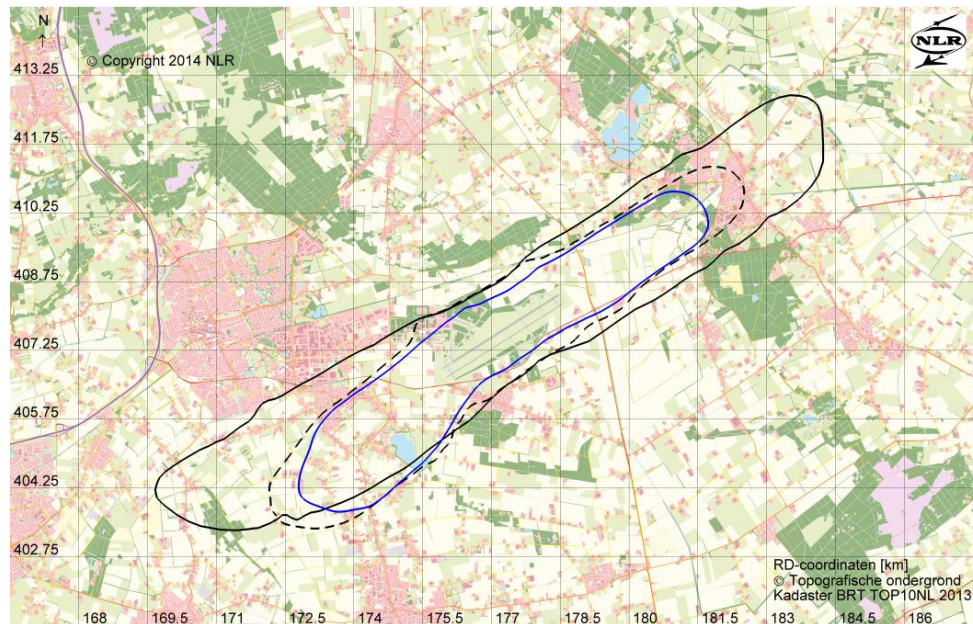 N
↑
© Copyright 2014 NLR
NLR
413.25
411.75
410.25
408.75
407.25
405.75
404.25
402.75
RD-coordinaten [km]
© Topografische ondergrond
Kadaster BRT TOP10NL 2013
168 169.5 171 172.5 174 175.5 177 178.5 180 181.5 183 184.5 186